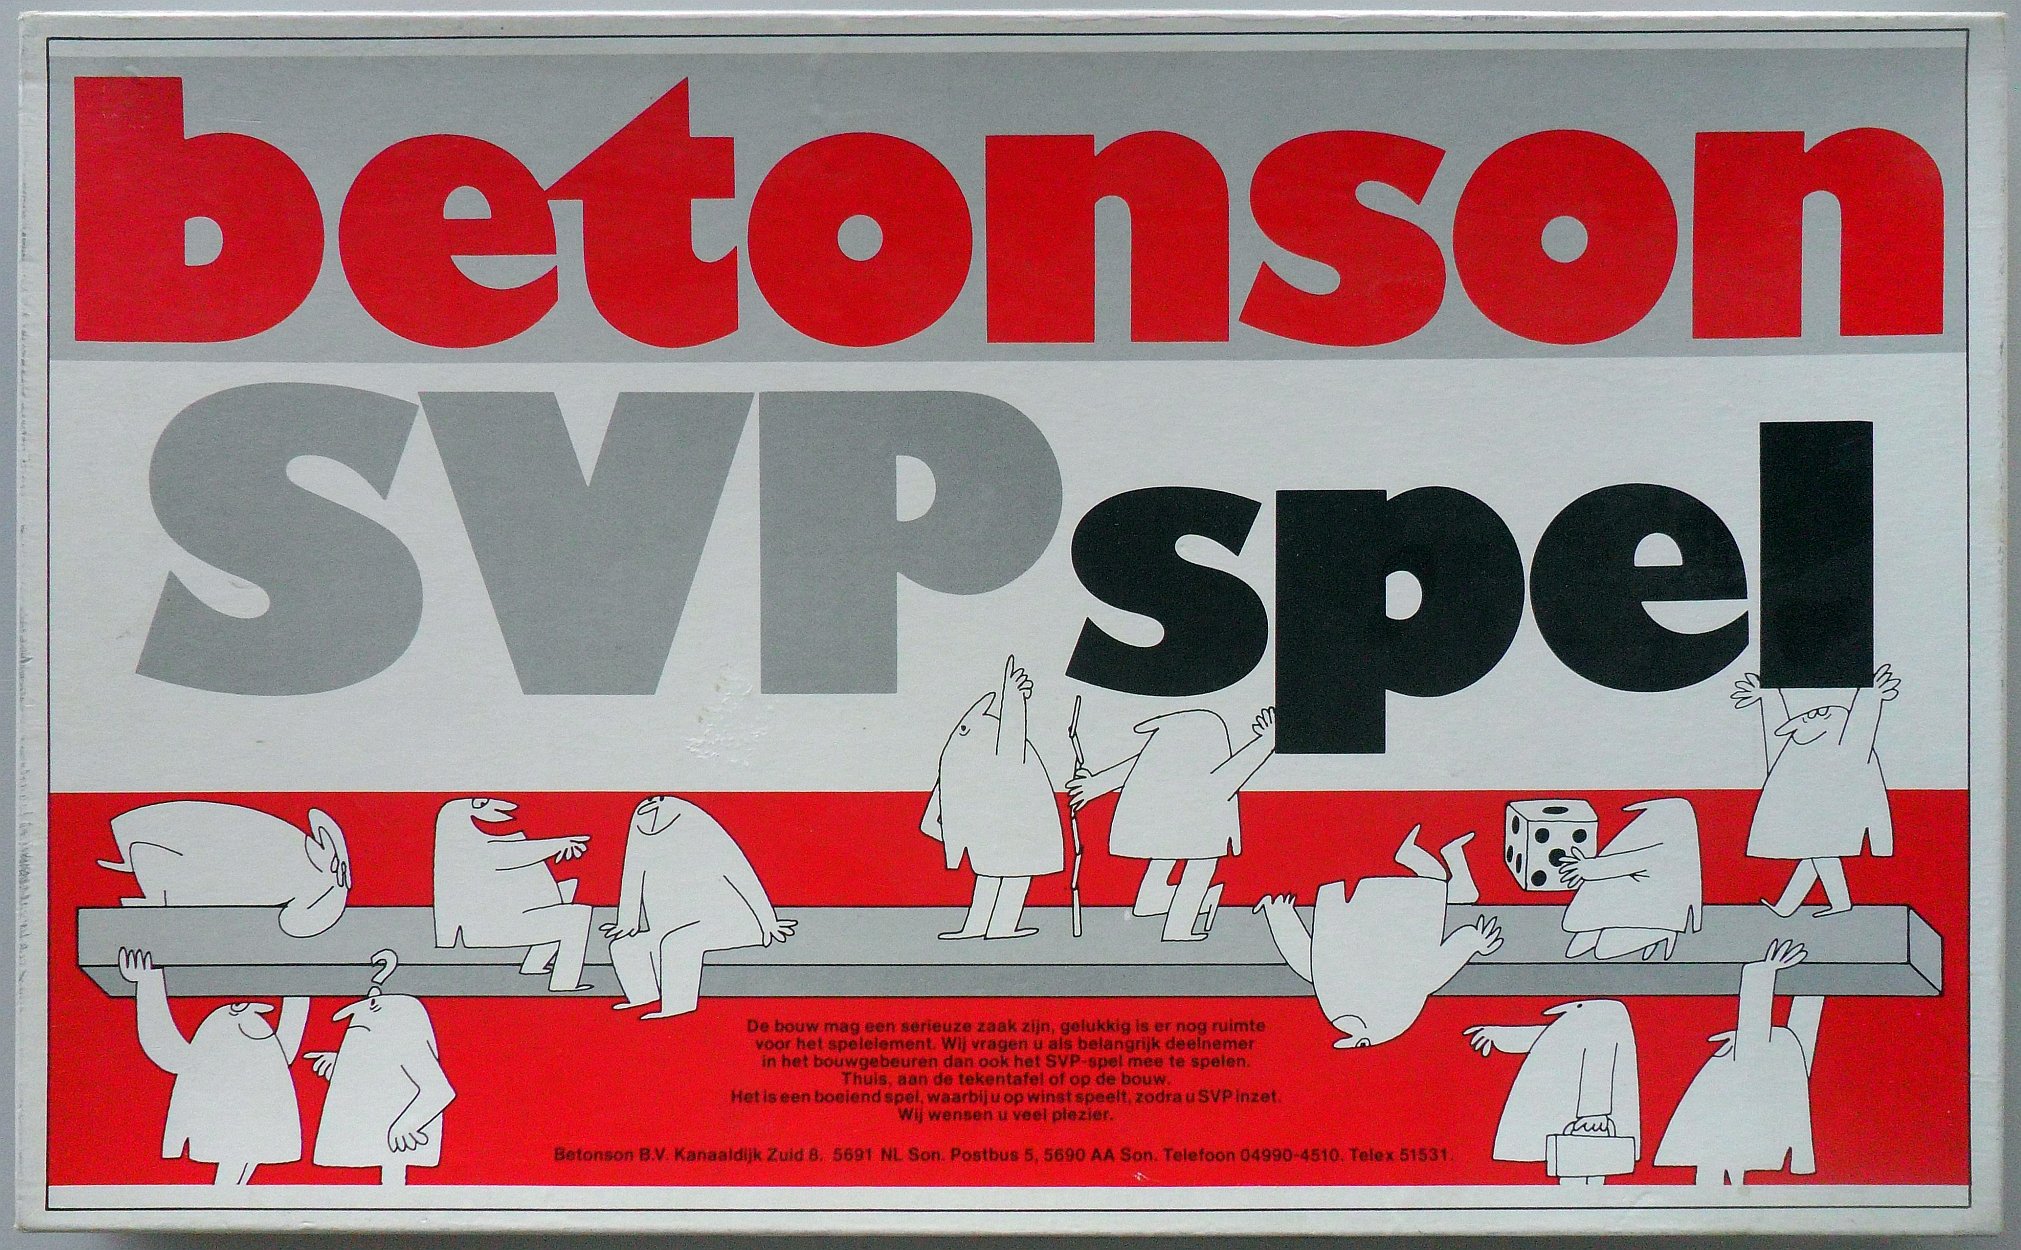 betonson
SVP spel
?
De bouw mag een serieuze zaak zijn, gelukkig is er nog ruimte
voor het spelelement. Wij vragen u als belangrijk deelnemer
in het bouwgebeuren dan ook het SVP-spel mee te spelen.
Thuis, aan de tekentafel of op de bouw.
Het is een boeiend spel, waarbij u op winst speelt, zodra u SVP inzet.
Wij wensen u veel plezier.
Betonson B.V. Kanaaldijk Zuid 8. 5691 NL Son. Postbus 5, 5690 AA Son. Telefoon 04990-4510. Telex 51531.